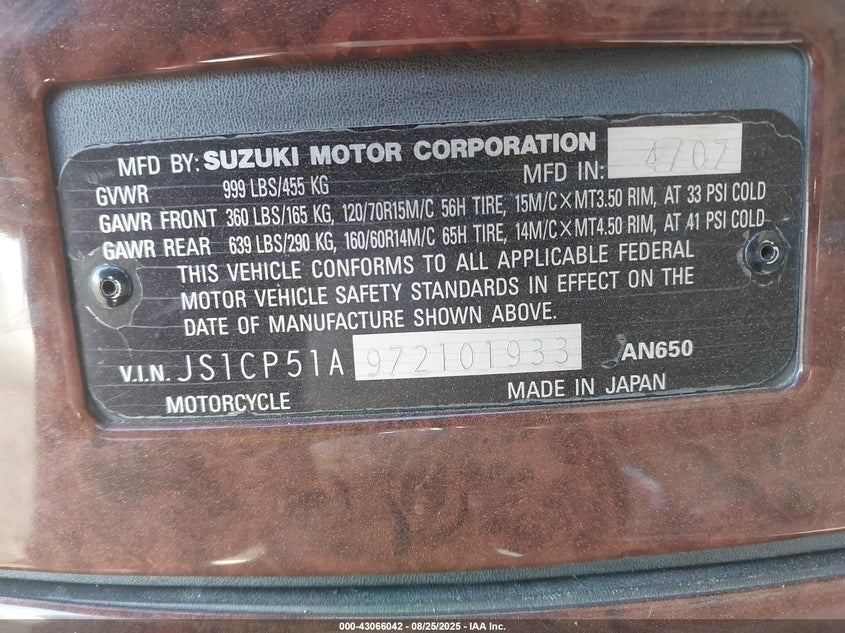 MFD BY: SUZUKI MOTOR CORPORATION MFD IN: 4707
GVWR 999 LBS/455 KG
GAWR FRONT 360 LBS/165 KG, 120/70R15M/C 56H TIRE, 15M/C×MT3.50 RIM, AT 33 PSI COLD
GAWR REAR 639 LBS/290 KG, 160/60R14M/C 65H TIRE, 14M/C×MT4.50 RIM, AT 41 PSI COLD
THIS VEHICLE CONFORMS TO ALL APPLICABLE FEDERAL
MOTOR VEHICLE SAFETY STANDARDS IN EFFECT ON THE
DATE OF MANUFACTURE SHOWN ABOVE.
V.I.N. JS1CP51A972101933 AN650
MOTORCYCLE MADE IN JAPAN
000-43066042 - 08/25/2025 - IAA Inc.